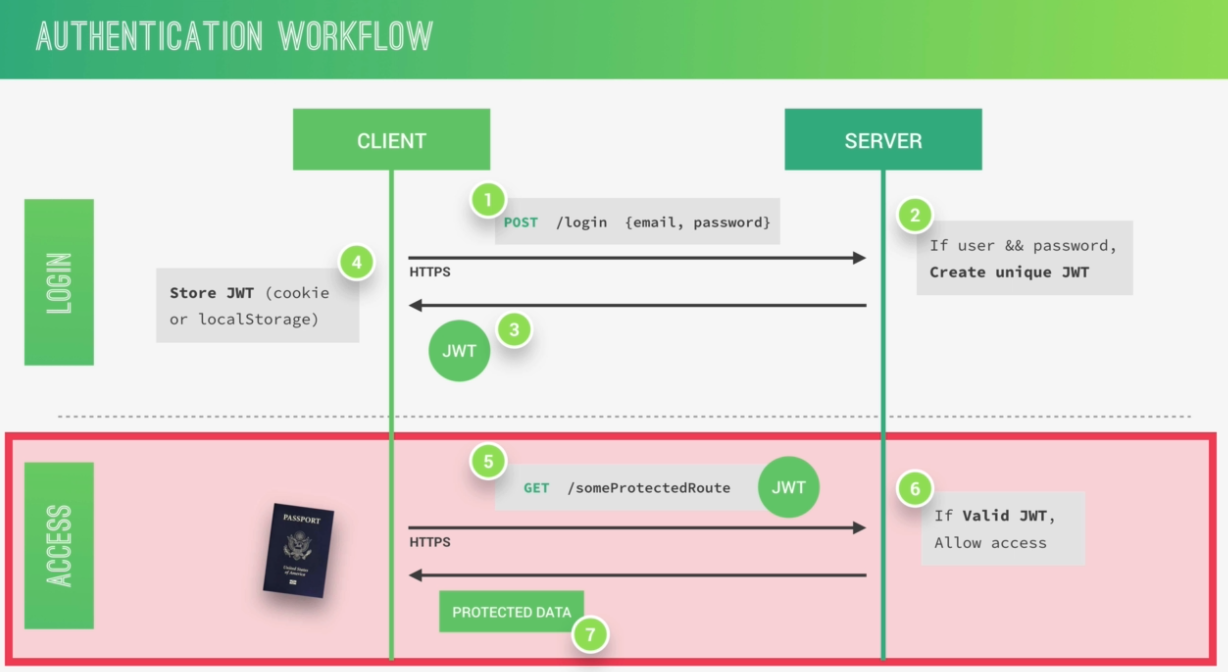 AUTHENTICATION WORKFLOW
CLIENT
SERVER
LOGIN
1
POST /login {email, password}
HTTPS
2
If user && password,
Create unique JWT
3
JWT
4
Store JWT (cookie
or localStorage)
ACCESS
5
GET /someProtectedRoute
JWT
HTTPS
6
If Valid JWT,
Allow access
PASSPORT
United States
of America
PROTECTED DATA
7